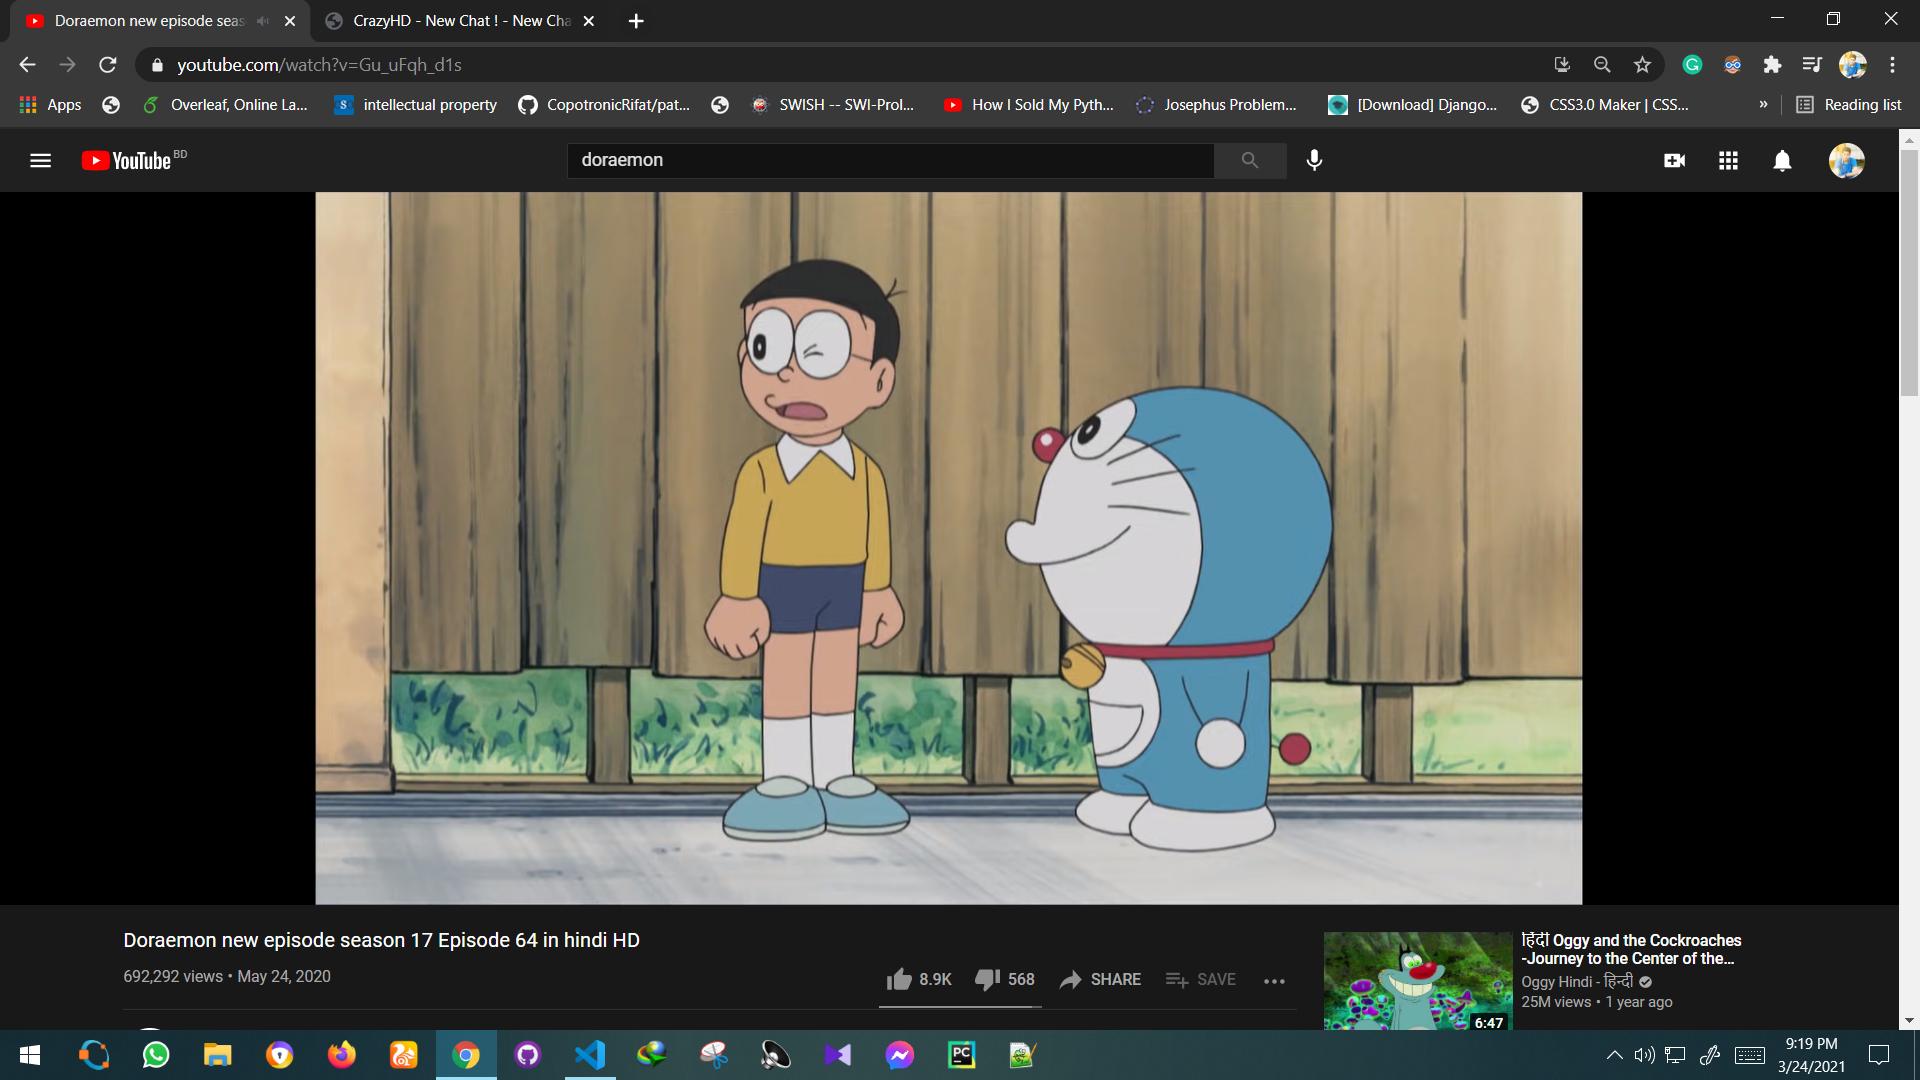 Doraemon new episode seas
CrazyHD - New Chat ! - New Cha
youtube.com/watch?v=Gu_uFqh_d1s
Apps
Overleaf, Online La...
intellectual property
CopotronicRifat/pat...
SWISH -- SWI-Prol...
How I Sold My Pyth...
Josephus Problem...
[Download] Django...
CSS3.0 Maker | CSS...
»
Reading list
YouTube BD
doraemon
Doraemon new episode season 17 Episode 64 in hindi HD
692,292 views • May 24, 2020
8.9K
568
SHARE
SAVE
6:47
हिंदी Oggy and the Cockroaches
-Journey to the Center of the...
Oggy Hindi - हिन्दी
25M views • 1 year ago
PC
9:19 PM
3/24/2021